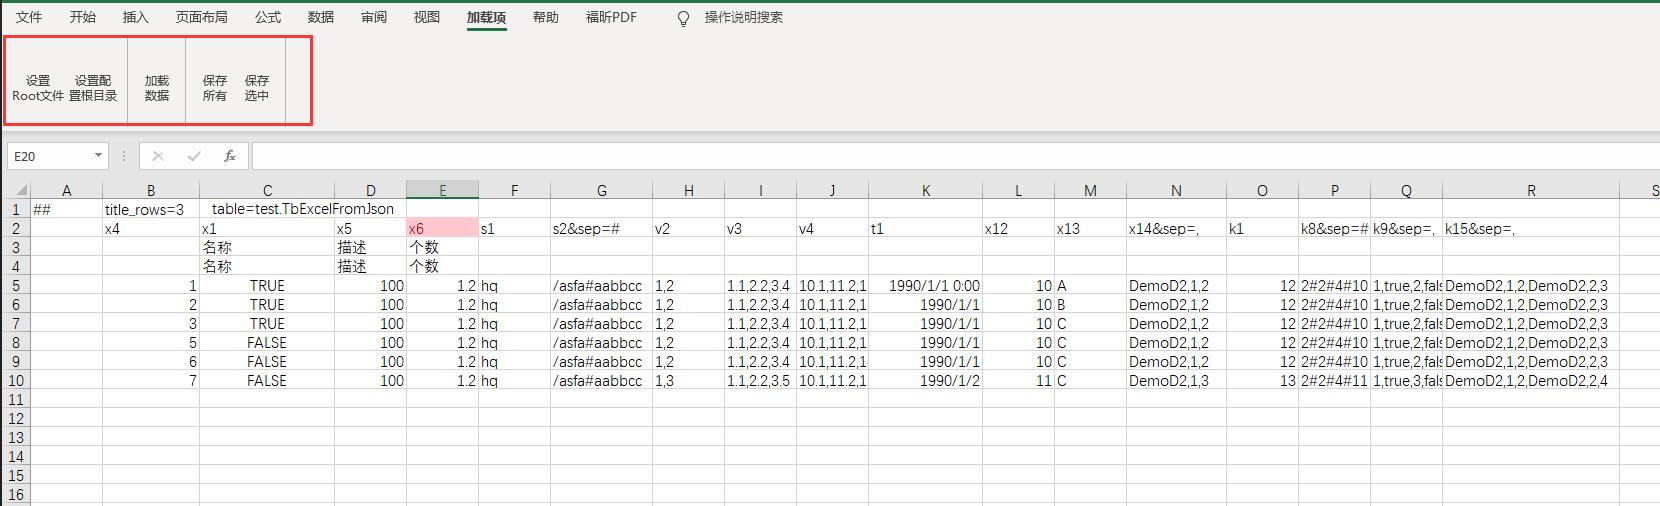 文件 开始 插入 页面布局 公式 数据 审阅 视图 加载项 帮助 福昕PDF 操作说明搜索
设置 设置配 加载 保存 保存
Root文件 置根目录 数据 所有 选中
E20 fx
A B C D E F G H I J K L M N O P Q R S
1 ## title_rows=3 table=test.TbExcelFromJson
2 x4 x1 x5 x6 s1 s2&sep=# v2 v3 v4 t1 x12 x13 x14&sep=, k1 k8&sep=# k9&sep=, k15&sep=,
3 名称 描述 个数
4 名称 描述 个数
5 1 TRUE 100 1.2 hq /asfa#aabbcc 1,2 1.1,2.2,3.4 10.1,11.2,1 1990/1/1 0:00 10 A DemoD2,1,2 12 2#2#4#10 1,true,2,fals DemoD2,1,2,DemoD2,2,3
6 2 TRUE 100 1.2 hq /asfa#aabbcc 1,2 1.1,2.2,3.4 10.1,11.2,1 1990/1/1 10 B DemoD2,1,2 12 2#2#4#10 1,true,2,fals DemoD2,1,2,DemoD2,2,3
7 3 TRUE 100 1.2 hq /asfa#aabbcc 1,2 1.1,2.2,3.4 10.1,11.2,1 1990/1/1 10 C DemoD2,1,2 12 2#2#4#10 1,true,2,fals DemoD2,1,2,DemoD2,2,3
8 5 FALSE 100 1.2 hq /asfa#aabbcc 1,2 1.1,2.2,3.4 10.1,11.2,1 1990/1/1 10 C DemoD2,1,2 12 2#2#4#10 1,true,2,fals DemoD2,1,2,DemoD2,2,3
9 6 FALSE 100 1.2 hq /asfa#aabbcc 1,2 1.1,2.2,3.4 10.1,11.2,1 1990/1/1 10 C DemoD2,1,2 12 2#2#4#10 1,true,2,fals DemoD2,1,2,DemoD2,2,3
10 7 FALSE 100 1.2 hq /asfa#aabbcc 1,3 1.1,2.2,3.5 10.1,11.2,1 1990/1/2 11 C DemoD2,1,3 13 2#2#4#11 1,true,3,fals DemoD2,1,2,DemoD2,2,4
11
12
13
14
15
16